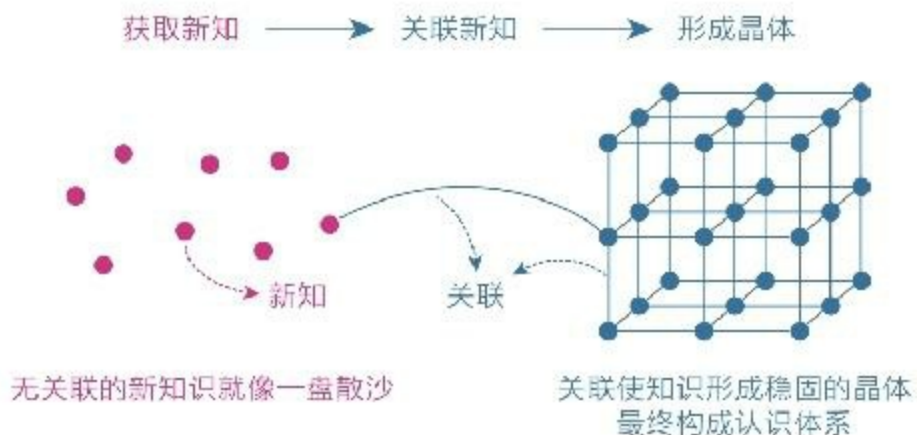 获取新知 关联新知 形成晶体
新知
关联
无关联的新知识就像一盘散沙
关联使知识形成稳固的晶体
最终构成认识体系